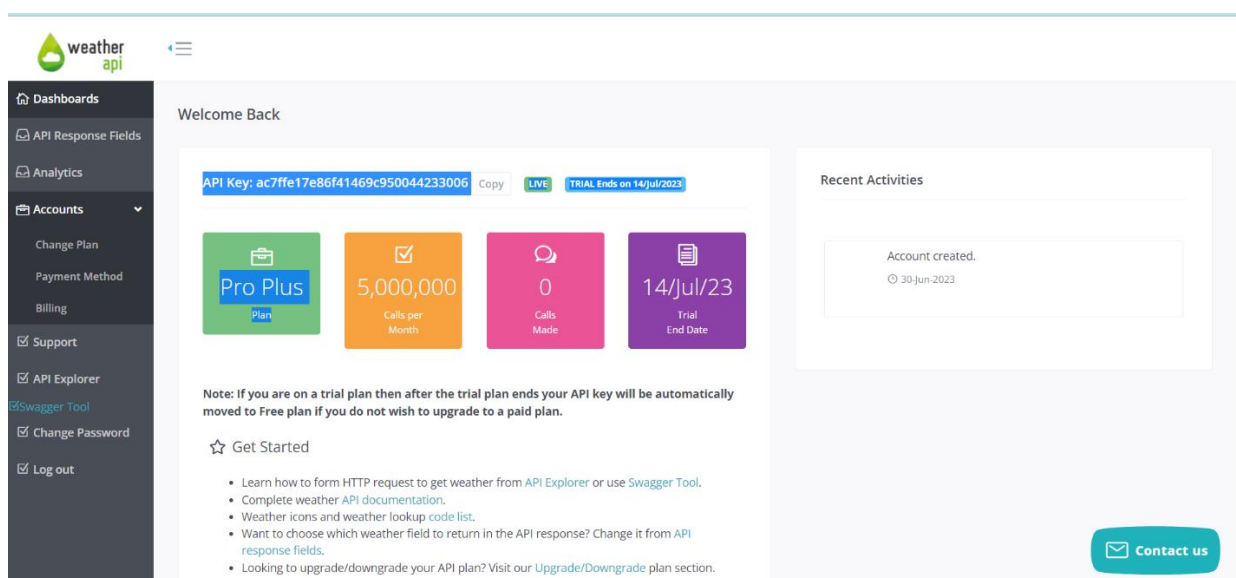 weather
api
Dashboards
API Response Fields
Analytics
Accounts
Change Plan
Payment Method
Billing
Support
API Explorer
Swagger Tool
Change Password
Log out
Welcome Back
API Key: ac7ffe17e86f41469c950044233006 Copy LIVE TRIAL Ends on 14/Jul/2023
Pro Plus
Plan
5,000,000
Calls per
Month
0
Calls
Made
14/Jul/23
Trial
End Date
Note: If you are on a trial plan then after the trial plan ends your API key will be automatically
moved to Free plan if you do not wish to upgrade to a paid plan.
Get Started
• Learn how to form HTTP request to get weather from API Explorer or use Swagger Tool.
• Complete weather API documentation.
• Weather icons and weather lookup code list.
• Want to choose which weather field to return in the API response? Change it from API
response fields.
• Looking to upgrade/downgrade your API plan? Visit our Upgrade/Downgrade plan section.
Recent Activities
Account created.
30-Jun-2023
Contact us